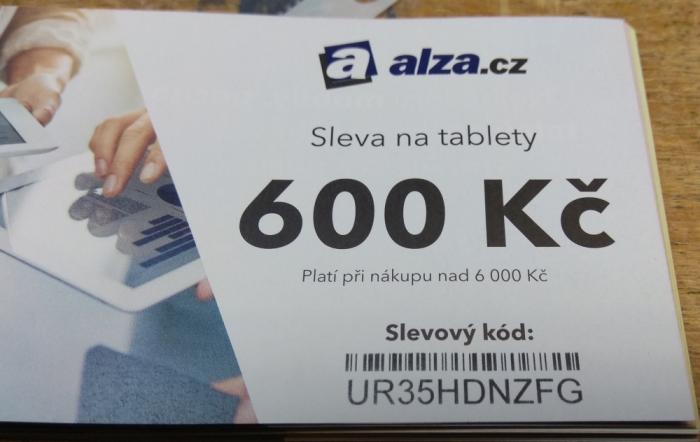 a alza.cz
Sleva na tablety
600 Kč
Platí při nákupu nad 6 000 Kč
Slevový kód:
UR35HDNZFG